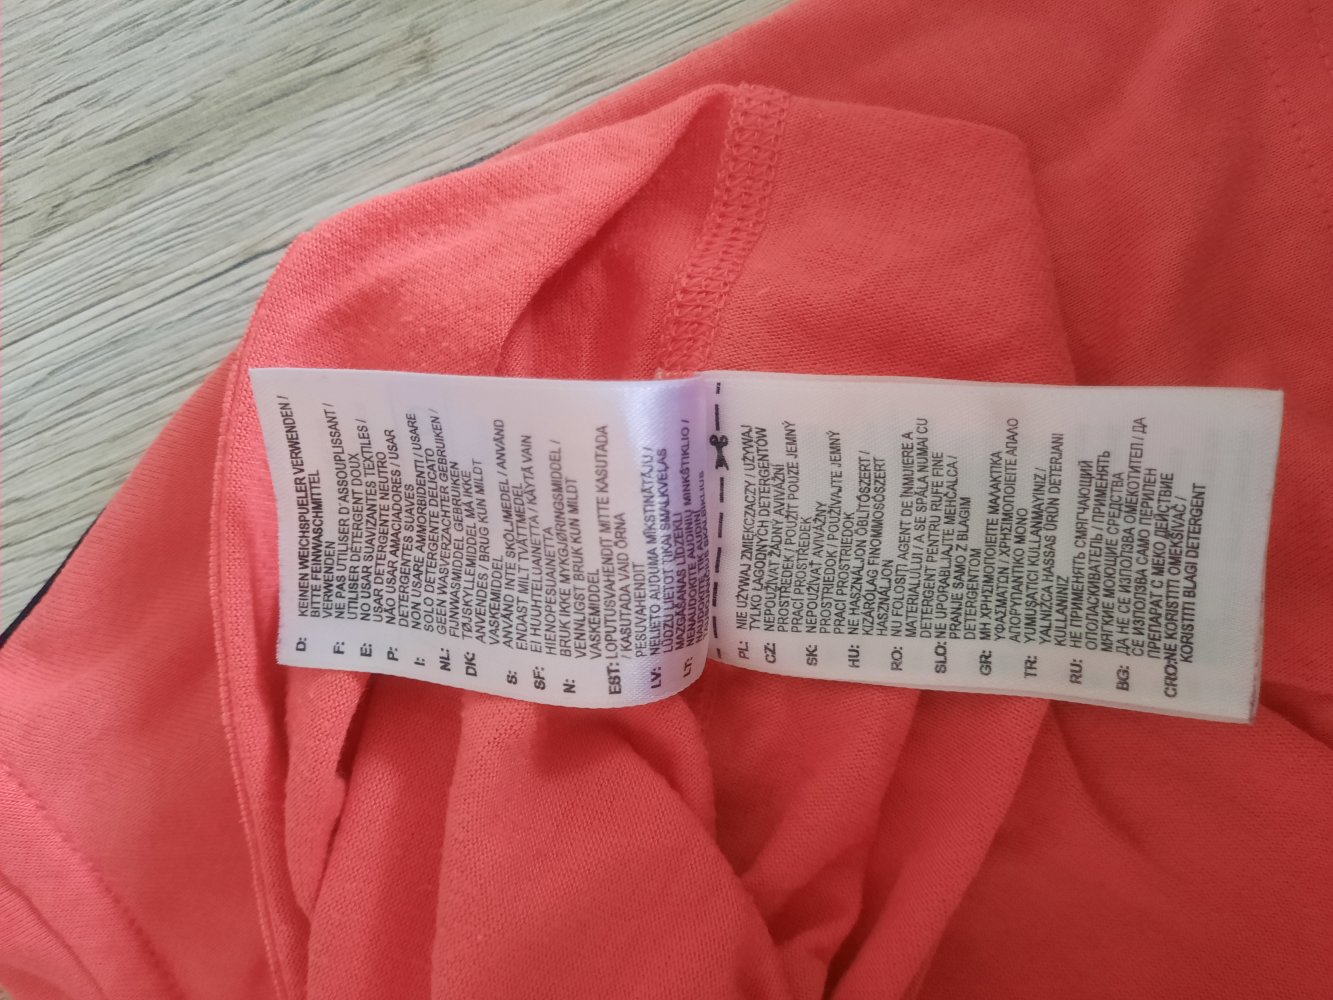 D: KEINEN WEICHSPUELER VERWENDEN /
BITTE FEINWASCHMITTEL
VERWENDEN
F: NE PAS UTILISER D'ASSOUPLISSANT /
UTILISER DETERGENT DOUX
E: NO USAR SUAVIZANTES TEXTILES /
USAR DETERGENTE NEUTRO
P: NÃO USAR AMACIADORES / USAR
DETERGENTES SUAVES
I: NON USARE AMMORBIDENTI / USARE
SOLO DETERGENTE DELICATO
NL: GEEN WASVERZACHTER GEBRUIKEN /
FIJNWASMIDDEL GEBRUIKEN
DK: TØJSKYLLEMIDDEL MÅ IKKE
ANVENDES / BRUG KUN MILDT
VASKEMIDDEL
S: ANVÄND INTE SKÖLJMEDEL / ANVÄND
ENDAST MILT TVÄTTMEDEL
SF: EI HUUHTELUAINETTA / KÄYTÄ VAIN
HIENOPESUAINETTA
N: BRUK IKKE MYKGJØRINGSMIDDEL /
VENNLIGST BRUK KUN MILDT
VASKEMIDDEL
EST: LOPUTUSVAHENDIT MITTE KASUTADA
/ KASUTADA VAID ÕRNA
PESUVAHENDIT
LV: NELIETO AUDUMA MĪKSTINĀTĀJU /
LŪDZU LIETOT TIKAI SMALKVEĻAS
MAZGĀŠANAS LĪDZEKLI
LT: NENAUDOKITE AUDINIŲ MINKŠTIKLIO /
PL: NIE UŻYWAJ ZMIĘKCZACZY / UŻYWAJ
TYLKO ŁAGODNYCH DETERGENTÓW
CZ: NEPOUŽÍVAT ŽÁDNÝ AVIVÁŽNÍ
PROSTŘEDEK / POUŽÍT POUZE JEMNÝ
PRACÍ PROSTŘEDEK
SK: NEPOUŽÍVAŤ AVIVÁŽNY
PROSTRIEDOK / POUŽÍVAJTE JEMNÝ
PRACÍ PROSTRIEDOK
HU: NE HASZNÁLJON ÖBLÍTŐSZERT /
KIZÁRÓLAG FINOMMOSÓSZERT
HASZNÁLJON
RO: NU FOLOSITI AGENT DE ÎNMUIERE A
MATERIALULUI / A SE SPĂLA NUMAI CU
DETERGENT PENTRU RUFE FINE
SLO: NE UPORABLJAJTE MEHČALCA /
PRANJE SAMO Z BLAGIM
DETERGENTOM
GR: ΜΗ ΧΡΗΣΙΜΟΠΟΙΕΙΤΕ ΜΑΛΑΚΤΙΚΑ
ΥΦΑΣΜΑΤΩΝ / ΧΡΗΣΙΜΟΠΟΙΕΙΤΕ ΑΠΑΛΟ
ΑΠΟΡΥΠΑΝΤΙΚΟ ΜΟΝΟ
TR: YUMUSATICI KULLANMAYINIZ /
YALNIZCA HASSAS ÜRÜN DETERJANI
KULLANINIZ
RU: НЕ ПРИМЕНЯТЬ СМЯГЧАЮЩИЙ
ОПОЛАСКИВАТЕЛЬ / ПРИМЕНЯТЬ
МЯГКИЕ МОЮЩИЕ СРЕДСТВА
BG: ДА НЕ СЕ ИЗПОЛЗВА ОМЕКОТИТЕЛ / ДА
СЕ ИЗПОЛЗВА САМО ПЕРИЛЕН
ПРЕПАРАТ С МЕКО ДЕЙСТВИЕ
CRO: NE KORISTITI OMEKŠIVAČ /
KORISTITI BLAGI DETERGENT